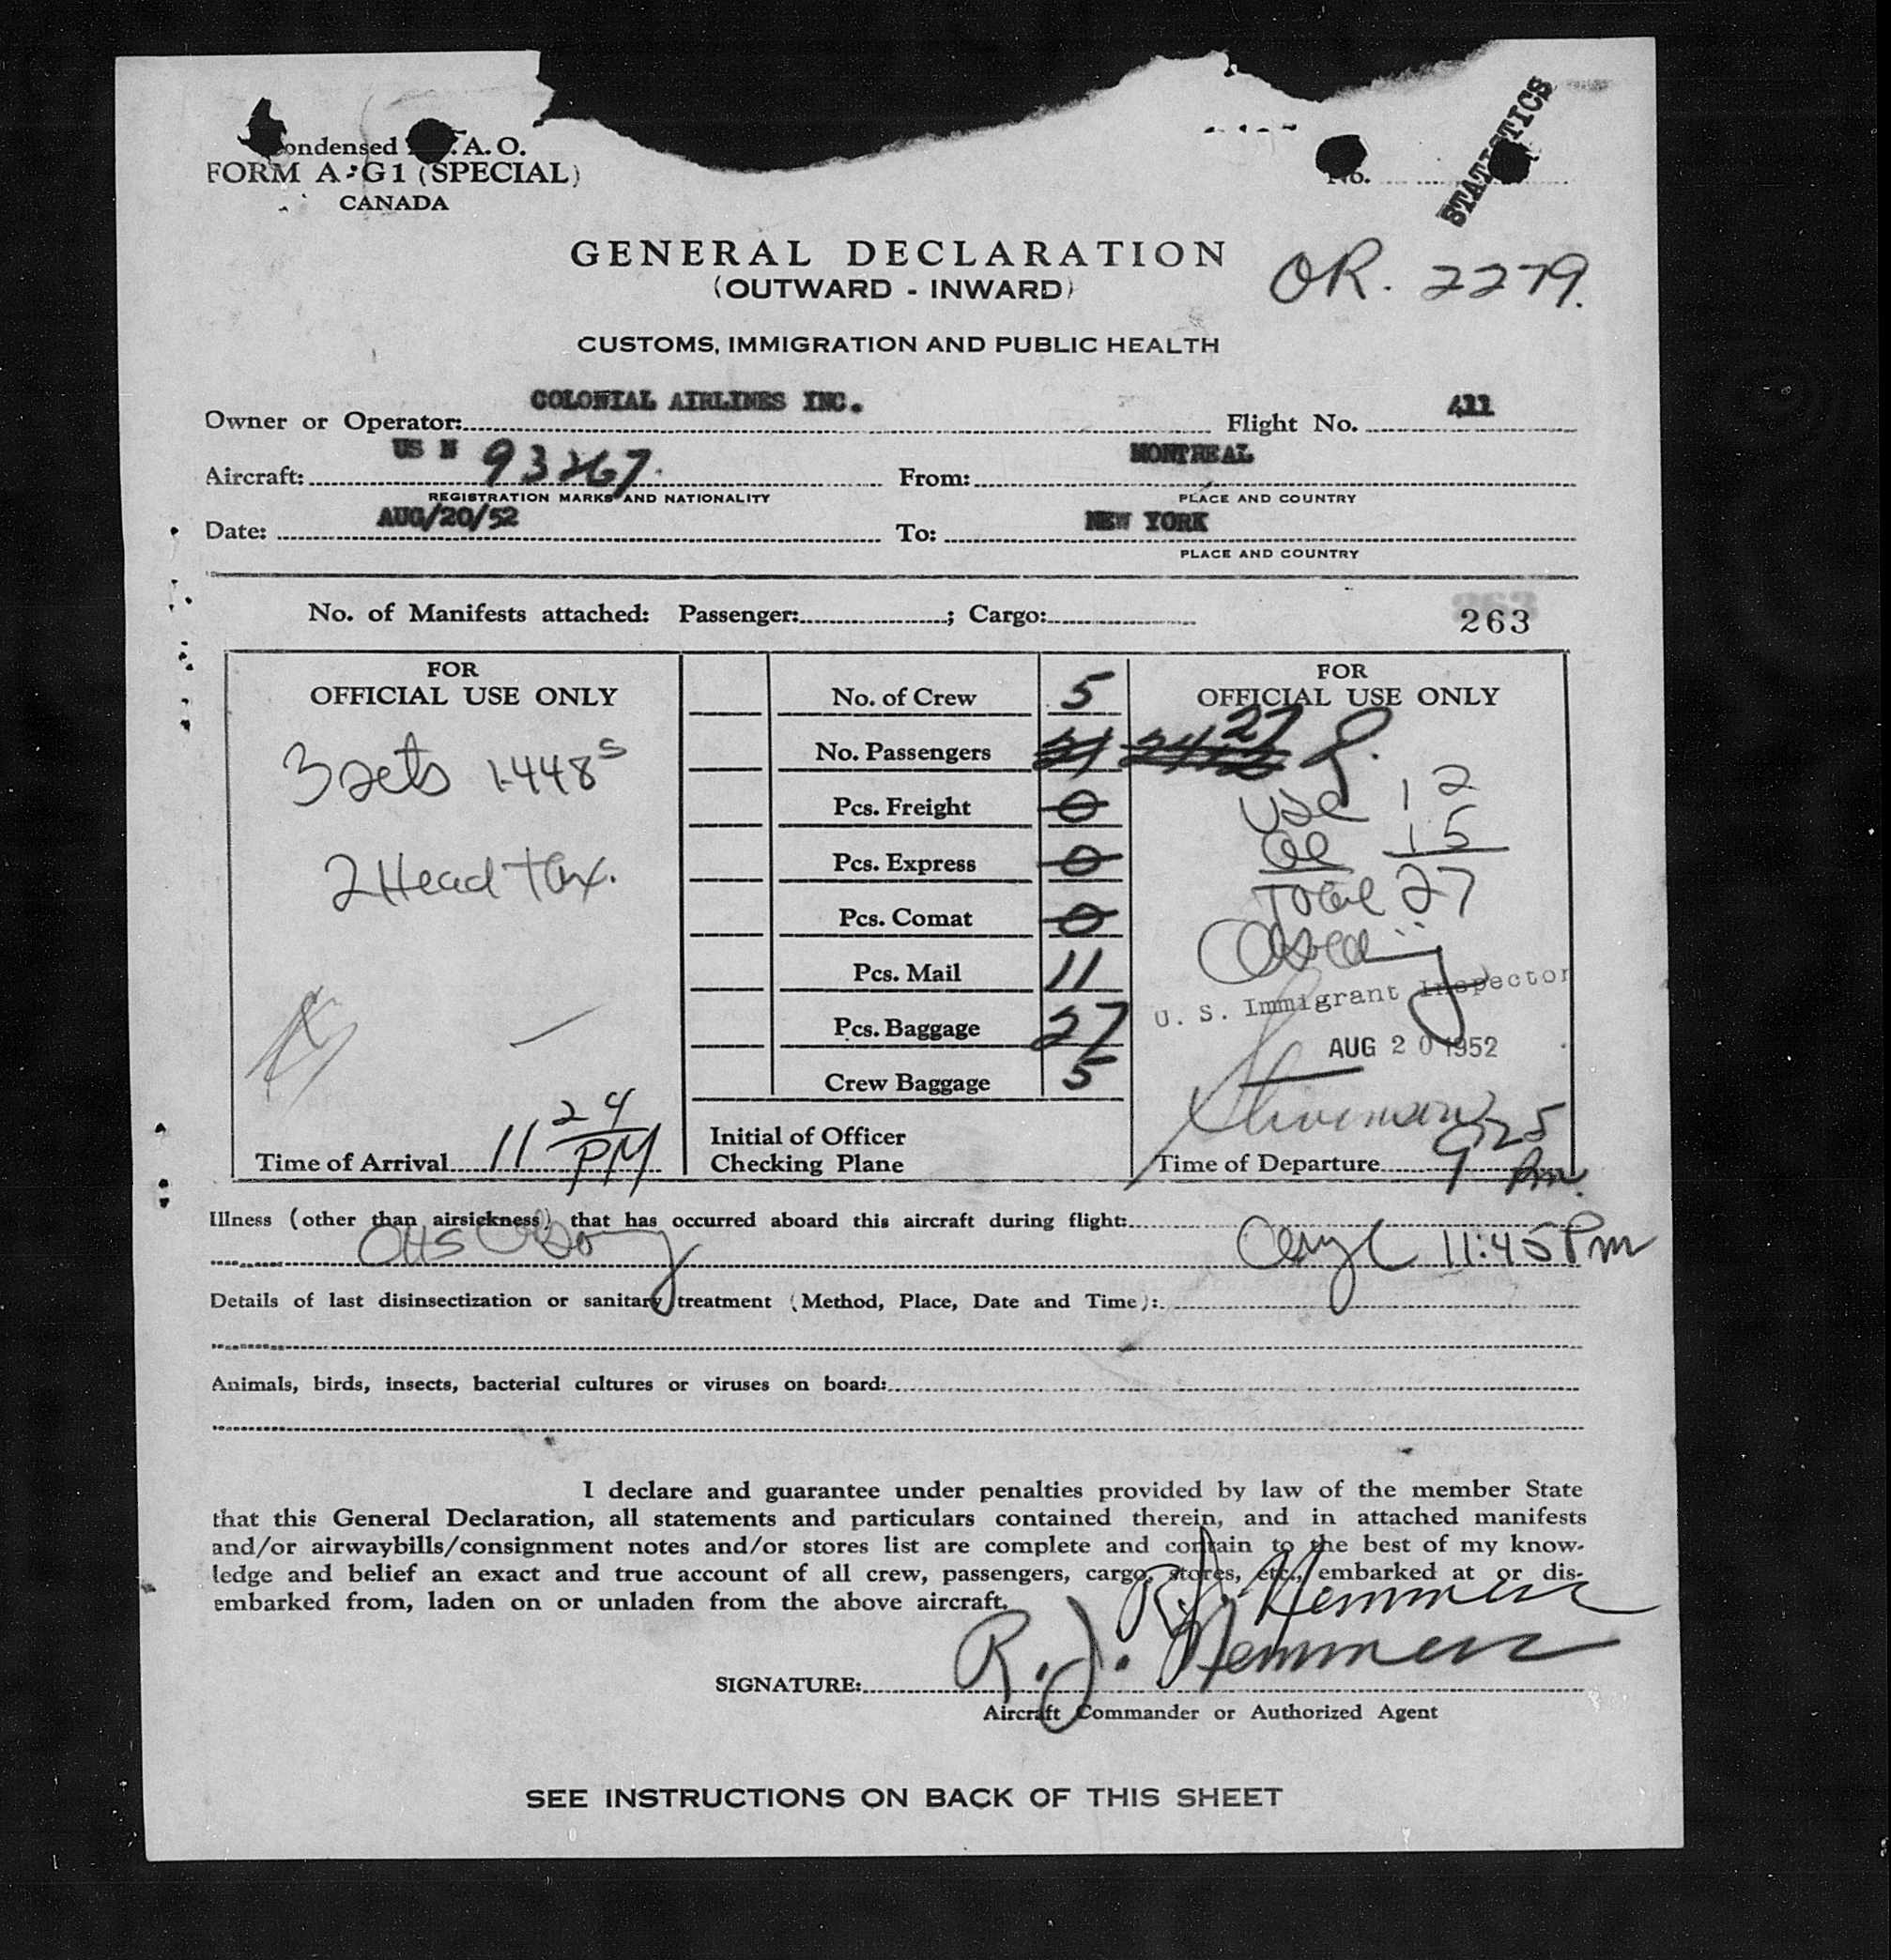 ondensed .A.O.
FORM A-G1 (SPECIAL)
CANADA
No.
STATISTICS
GENERAL DECLARATION
(OUTWARD - INWARD)
OR. 2279.
CUSTOMS, IMMIGRATION AND PUBLIC HEALTH
COLONIAL AIRLINES INC.
Owner or Operator: Flight No. 411
Aircraft: US N 93267. From: MONTREAL
REGISTRATION MARKS AND NATIONALITY PLACE AND COUNTRY
Date: AUG/20/52 To: NEW YORK
PLACE AND COUNTRY
No. of Manifests attached: Passenger: ; Cargo:
263
FOR
OFFICIAL USE ONLY
3 sets 1-448s
2 Head tax.
Time of Arrival 11 24 PM
No. of Crew 5
No. Passengers 21 27
Pcs. Freight 0
Pcs. Express 0
Pcs. Comat 0
Pcs. Mail 11
Pcs. Baggage 27
Crew Baggage 5
Initial of Officer
Checking Plane
FOR
OFFICIAL USE ONLY
USC 12
15
Total 27
U. S. Immigrant Inspector
AUG 20 1952
Time of Departure 9 25 Pm.
Illness (other than airsickness) that has occurred aboard this aircraft during flight:
11:45 Pm
Details of last disinsectization or sanitary treatment (Method, Place, Date and Time):
Animals, birds, insects, bacterial cultures or viruses on board:
I declare and guarantee under penalties provided by law of the member State
that this General Declaration, all statements and particulars contained therein, and in attached manifests
and/or airwaybills/consignment notes and/or stores list are complete and contain to the best of my know-
ledge and belief an exact and true account of all crew, passengers, cargo, stores, etc., embarked at or dis-
embarked from, laden on or unladen from the above aircraft.
R.J.
SIGNATURE: R. J.
Aircraft Commander or Authorized Agent
SEE INSTRUCTIONS ON BACK OF THIS SHEET